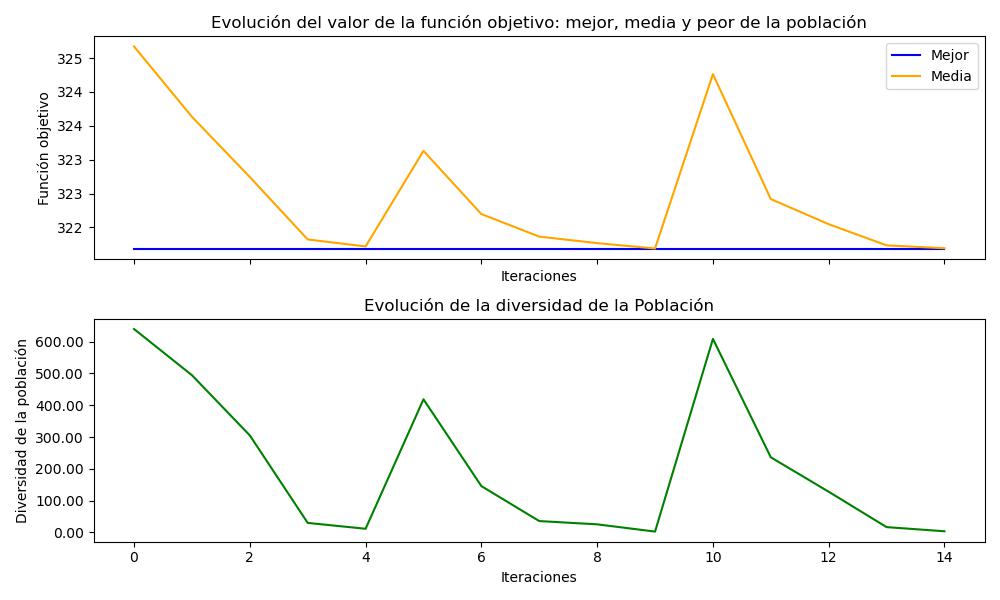 Evolución del valor de la función objetivo: mejor, media y peor de la población
Función objetivo
325
324
324
323
323
322
Mejor
Media
Iteraciones
Evolución de la diversidad de la Población
Diversidad de la población
600.00
500.00
400.00
300.00
200.00
100.00
0.00
0 2 4 6 8 10 12 14
Iteraciones